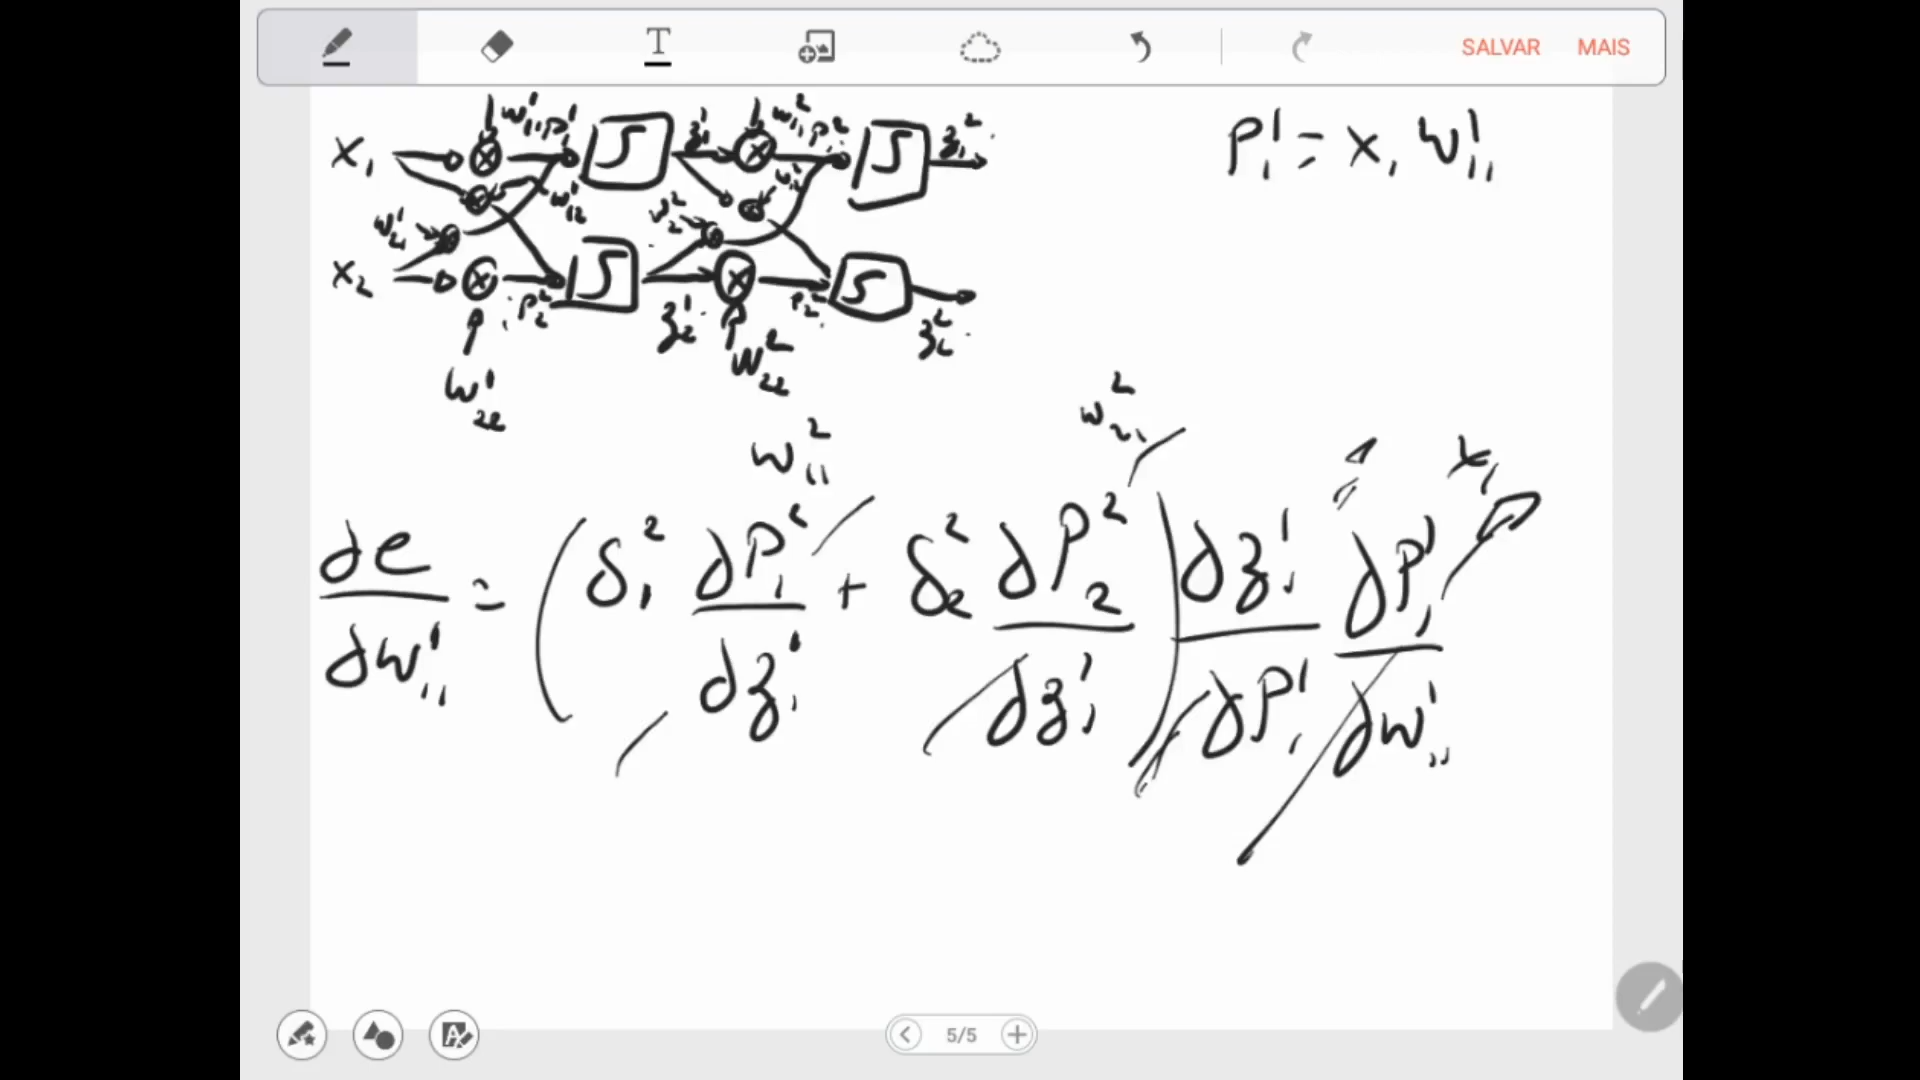 T SALVAR MAIS
x₁ w¹₁₁ p¹₁ z¹₁ w²₁₁ p²₁ z²₁ P¹₁ = x₁ w¹₁₁
w¹₁₂ w²₁₂
w¹₂₁ w²₂₁
x₂ p¹₂ z¹₂ p²₂ z²₂
w¹₂₂ w²₂₂
w²₁₁ w²₂₁ x₁
∂e/∂w¹₁₁ = (δ²₁ ∂P²₁/∂z¹₁ + δ²₂ ∂P²₂/∂z¹₁) ∂z¹₁/∂P¹₁ ∂P¹₁/∂w¹₁₁
5/5